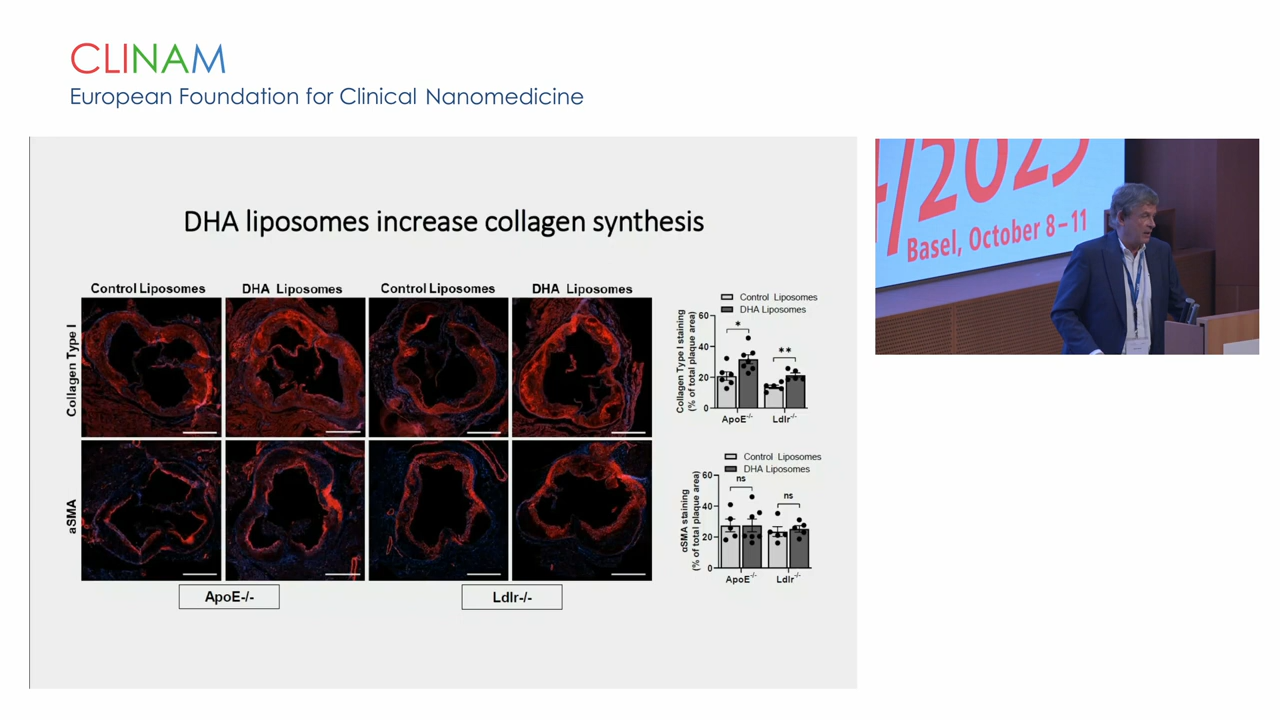 CLINAM
European Foundation for Clinical Nanomedicine
DHA liposomes increase collagen synthesis
Control Liposomes
DHA Liposomes
Control Liposomes
DHA Liposomes
Collagen Type I
aSMA
ApoE-/-
Ldlr-/-
Control Liposomes
DHA Liposomes
Collagen Type I staining
(% of total plaque area)
60
40
20
0
*
**
ApoE-/-
Ldlr-/-
Control Liposomes
DHA Liposomes
αSMA staining
(% of total plaque area)
60
40
20
0
ns
ns
ApoE-/-
Ldlr-/-
/2023
Basel, October 8–11